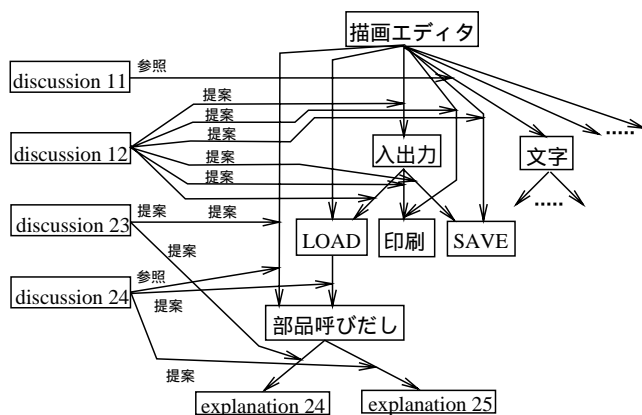 描画エディタ
discussion 11
参照
提案
提案
提案
discussion 12
提案
提案
入出力
文字
.....
.....
discussion 23
提案
提案
提案
LOAD
印刷
SAVE
参照
discussion 24
提案
部品呼びだし
提案
explanation 24
explanation 25